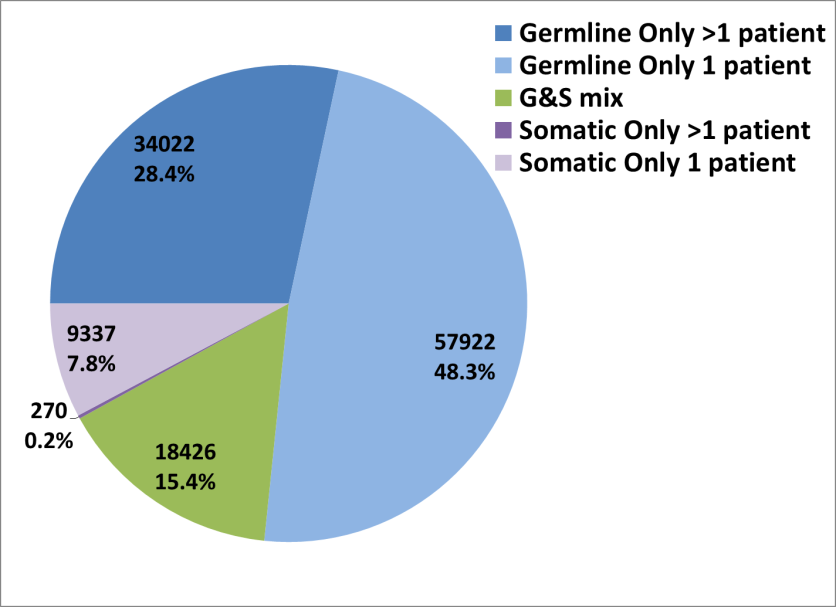 Germline Only >1 patient
Germline Only 1 patient
G&S mix
Somatic Only >1 patient
Somatic Only 1 patient
34022
28.4%
57922
48.3%
9337
7.8%
270
0.2%
18426
15.4%